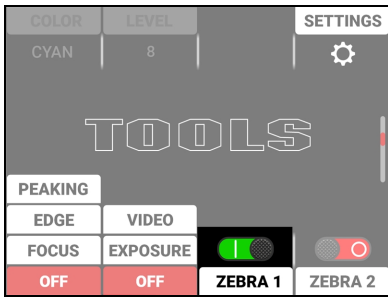 COLOR LEVEL SETTINGS
CYAN 8
TOOLS
PEAKING
EDGE VIDEO
FOCUS EXPOSURE
OFF OFF ZEBRA 1 ZEBRA 2